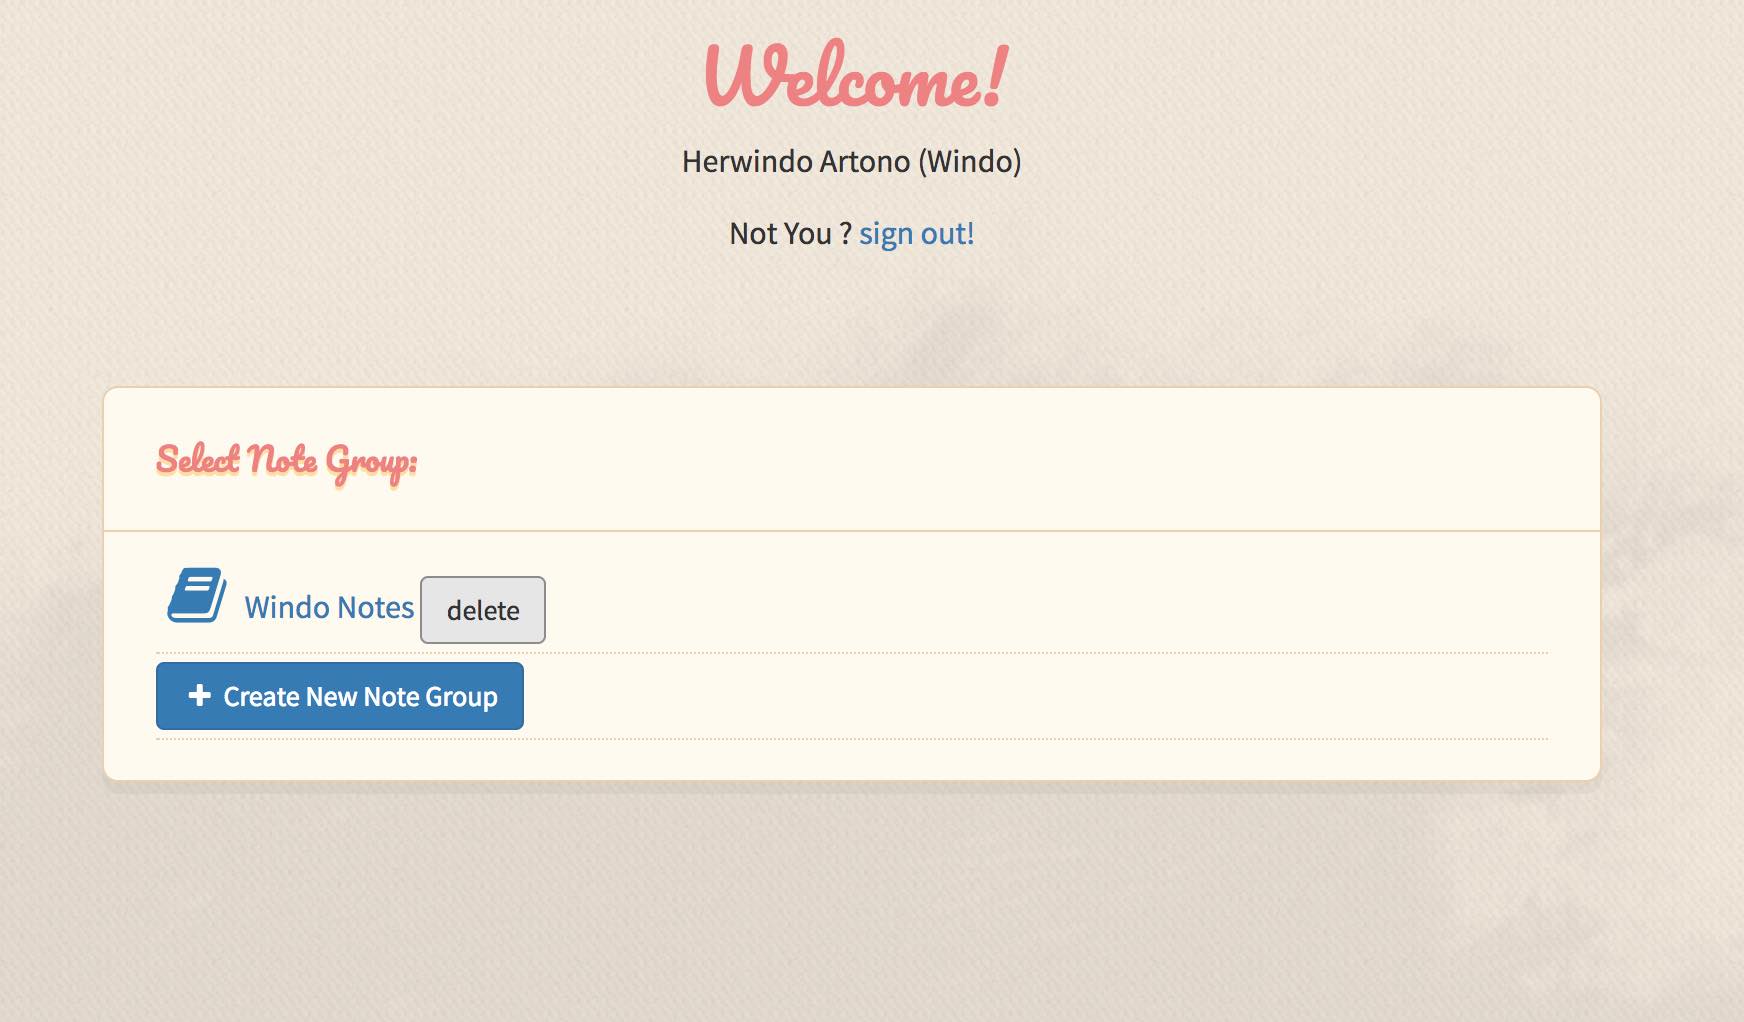 Welcome!
Herwindo Artono (Windo)
Not You ? sign out!
Select Note Group:
Windo Notes delete
Create New Note Group